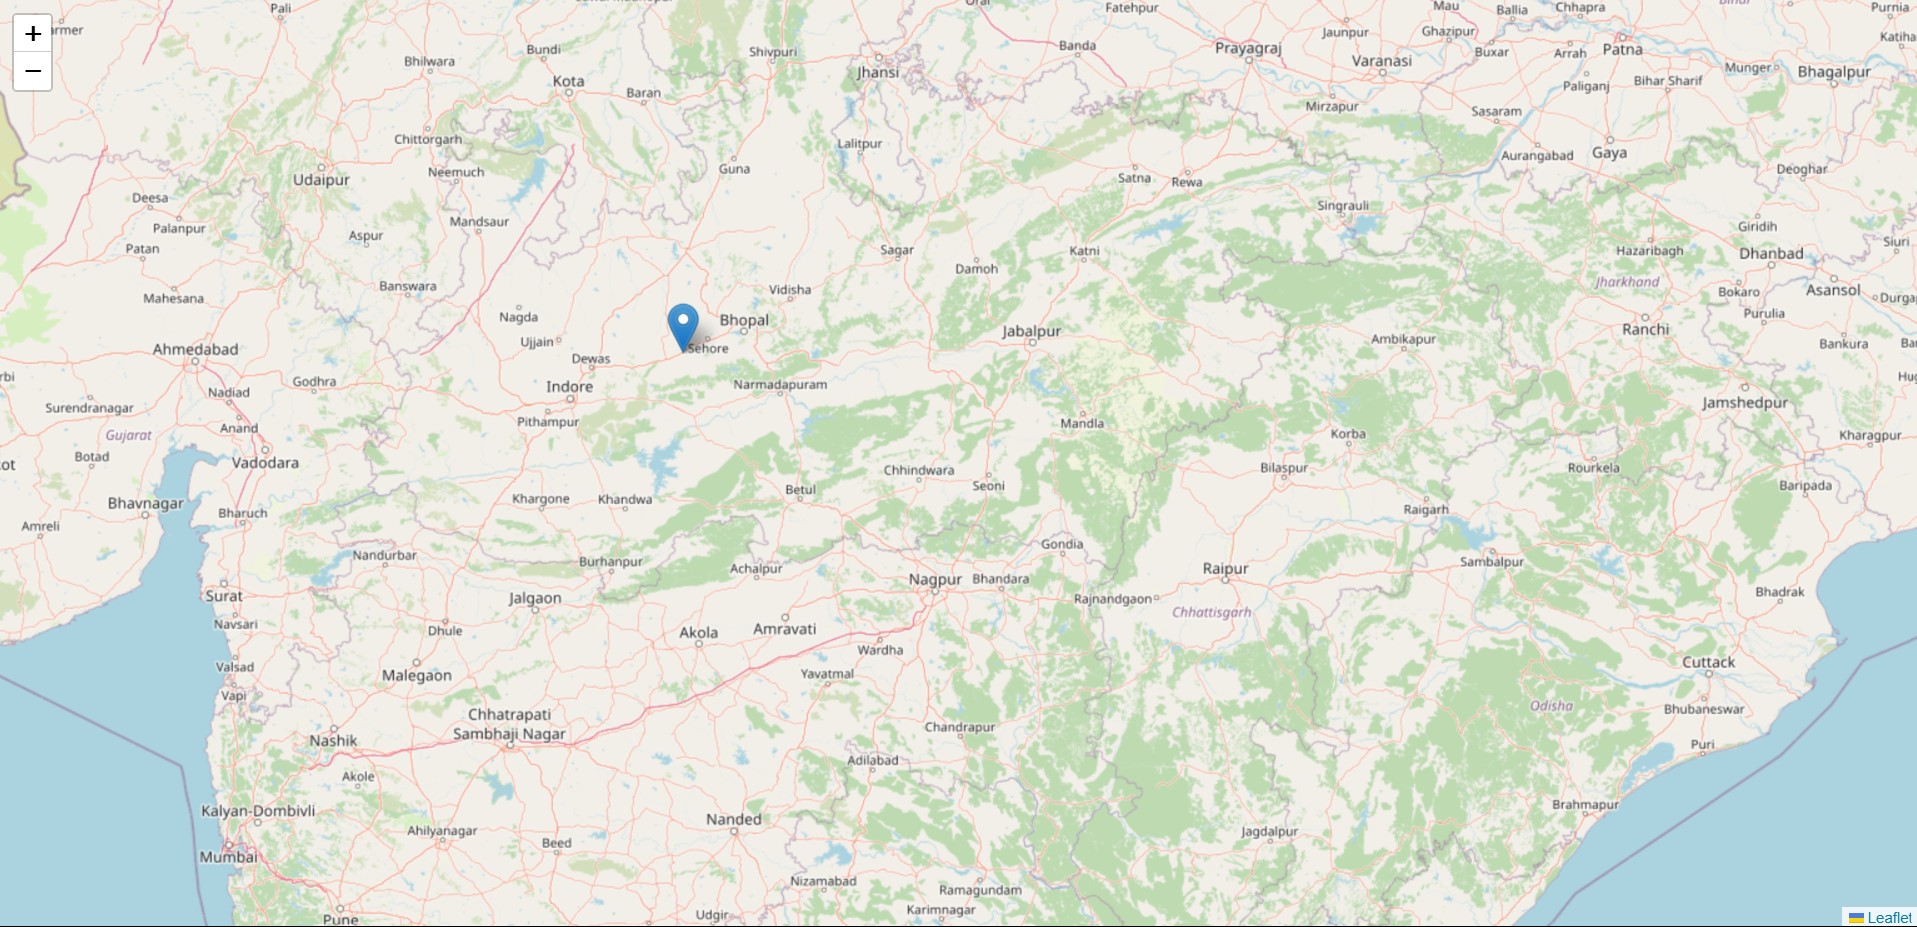 +
−
Pali
Fatehpur
Mau
Ballia
Chhapra
Purnia
Bundi
Shivpuri
Banda
Prayagraj
Jaunpur
Ghazipur
Buxar
Arrah
Patna
Bhilwara
Kota
Baran
Jhansi
Varanasi
Paliganj
Bihar Sharif
Munger
Bhagalpur
Mirzapur
Sasaram
Chittorgarh
Lalitpur
Aurangabad
Gaya
Deoghar
Udaipur
Neemuch
Guna
Satna
Rewa
Deesa
Palanpur
Mandsaur
Singrauli
Giridih
Patan
Aspur
Sagar
Katni
Hazaribagh
Dhanbad
Siuri
Damoh
Jharkhand
Mahesana
Banswara
Vidisha
Bokaro
Asansol
Durga
Nagda
Bhopal
Jabalpur
Ranchi
Purulia
Ujjain
Sehore
Ambikapur
Bankura
Ahmedabad
Dewas
Godhra
Indore
Narmadapuram
Nadiad
Surendranagar
Pithampur
Mandla
Jamshedpur
Anand
Gujarat
Korba
Kharagpur
Botad
Vadodara
Chhindwara
Seoni
Bilaspur
Rourkela
Bhavnagar
Bharuch
Khargone
Khandwa
Betul
Raigarh
Baripada
Amreli
Nandurbar
Burhanpur
Achalpur
Gondia
Raipur
Sambalpur
Surat
Jalgaon
Nagpur
Bhandara
Rajnandgaon
Chhattisgarh
Bhadrak
Navsari
Dhule
Akola
Amravati
Wardha
Valsad
Malegaon
Yavatmal
Cuttack
Vapi
Chhatrapati
Sambhaji Nagar
Odisha
Bhubaneswar
Nashik
Chandrapur
Puri
Akole
Adilabad
Kalyan-Dombivli
Ahilyanagar
Beed
Nanded
Jagdalpur
Brahmapur
Mumbai
Nizamabad
Ramagundam
Pune
Udgir
Karimnagar
Leaflet